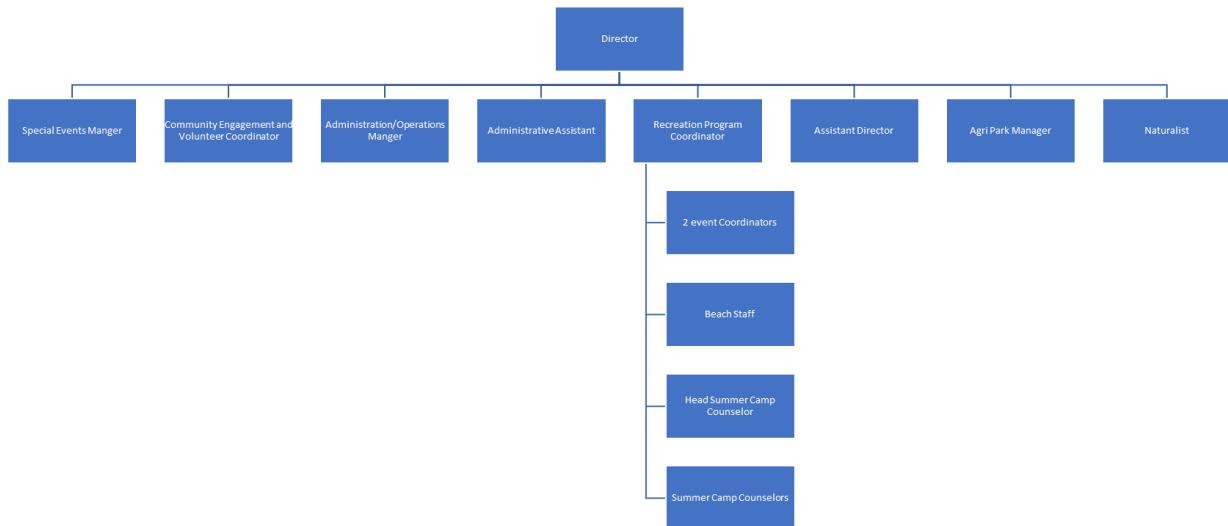 Director
Special Events Manger
Community Engagement and
Volunteer Coordinator
Administration/Operations
Manger
Administrative Assistant
Recreation Program
Coordinator
Assistant Director
Agri Park Manager
Naturalist
2 event Coordinators
Beach Staff
Head Summer Camp
Counselor
Summer Camp Counselors